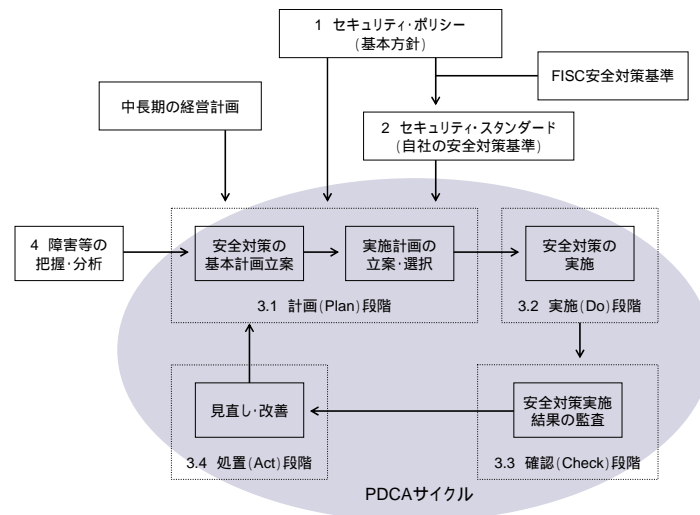 1 セキュリティ・ポリシー
(基本方針)
FISC安全対策基準
中長期の経営計画
2 セキュリティ・スタンダード
(自社の安全対策基準)
4 障害等の
把握・分析
安全対策の
基本計画立案
実施計画の
立案・選択
安全対策の
実施
3.1 計画(Plan)段階
3.2 実施(Do)段階
見直し・改善
安全対策実施
結果の監査
3.4 処置(Act)段階
3.3 確認(Check)段階
PDCAサイクル